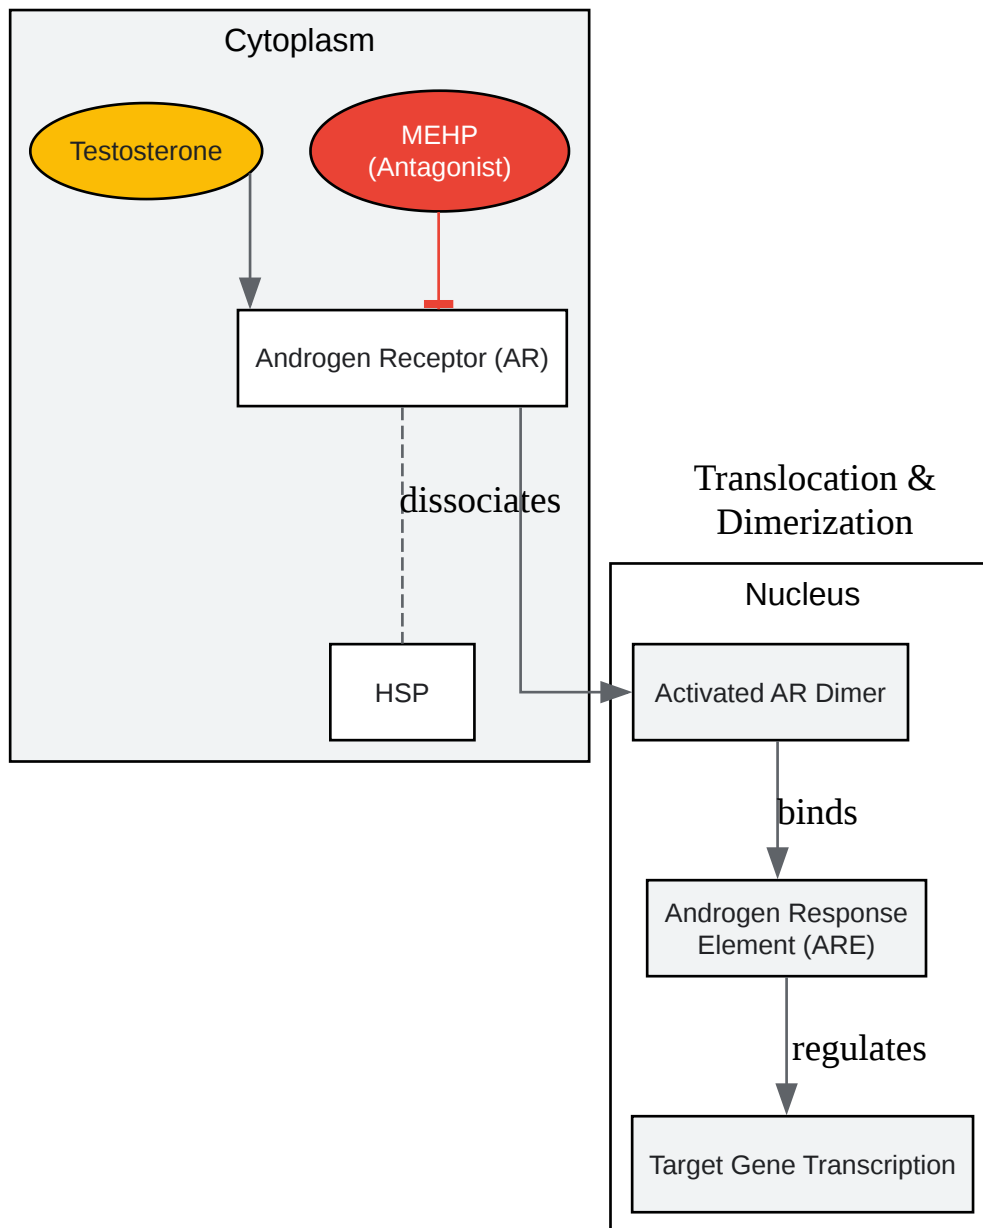 Cytoplasm
Testosterone
MEHP
(Antagonist)
Androgen Receptor (AR)
dissociates
Translocation &
Dimerization
Nucleus
HSP
Activated AR Dimer
binds
Androgen Response
Element (ARE)
regulates
Target Gene Transcription